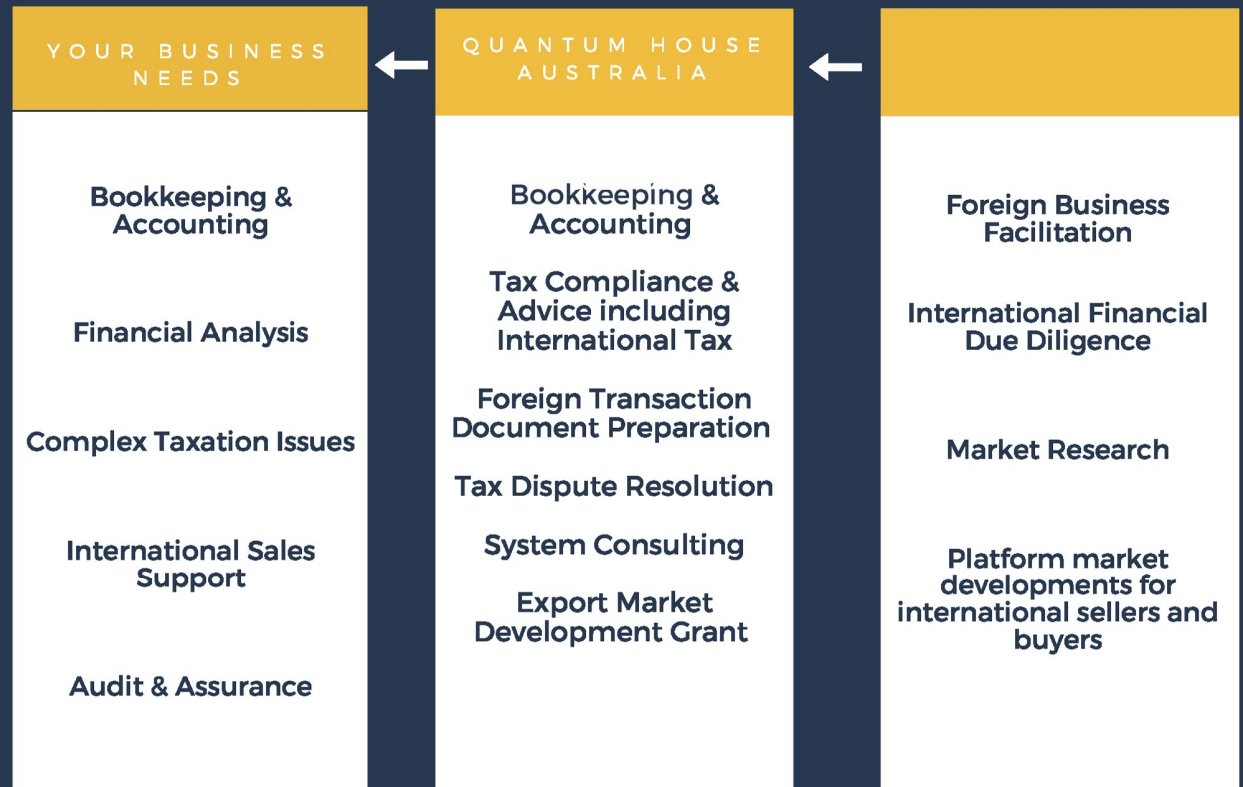 YOUR BUSINESS
NEEDS
Bookkeeping &
Accounting
Financial Analysis
Complex Taxation Issues
International Sales
Support
Audit & Assurance
QUANTUM HOUSE
AUSTRALIA
Bookkeeping &
Accounting
Tax Compliance &
Advice including
International Tax
Foreign Transaction
Document Preparation
Tax Dispute Resolution
System Consulting
Export Market
Development Grant
Foreign Business
Facilitation
International Financial
Due Diligence
Market Research
Platform market
developments for
international sellers and
buyers